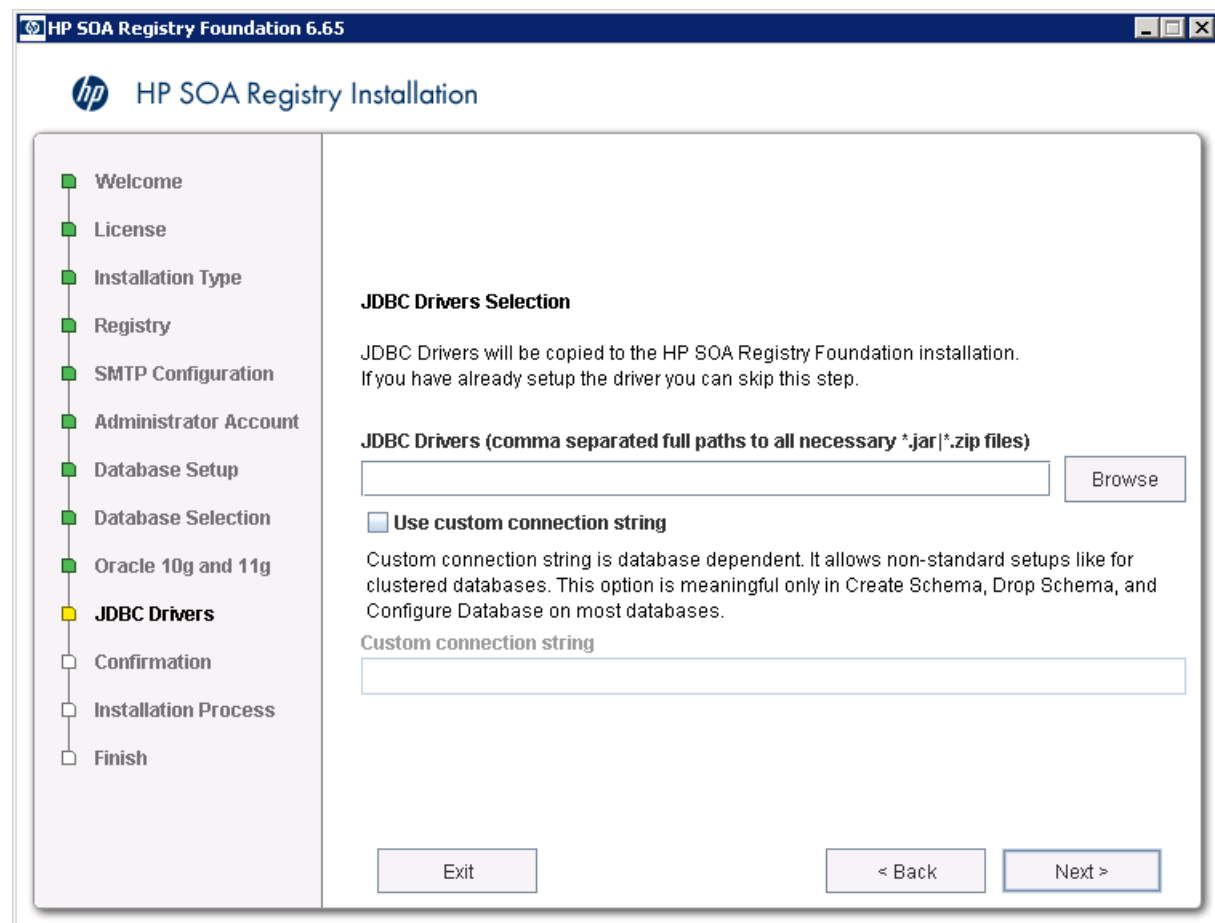 HP SOA Registry Foundation 6.65
hp HP SOA Registry Installation
Welcome
License
Installation Type
Registry
SMTP Configuration
Administrator Account
Database Setup
Database Selection
Oracle 10g and 11g
JDBC Drivers
Confirmation
Installation Process
Finish
JDBC Drivers Selection
JDBC Drivers will be copied to the HP SOA Registry Foundation installation.
If you have already setup the driver you can skip this step.
JDBC Drivers (comma separated full paths to all necessary *.jar|*.zip files)
Browse
Use custom connection string
Custom connection string is database dependent. It allows non-standard setups like for
clustered databases. This option is meaningful only in Create Schema, Drop Schema, and
Configure Database on most databases.
Custom connection string
Exit
< Back
Next >